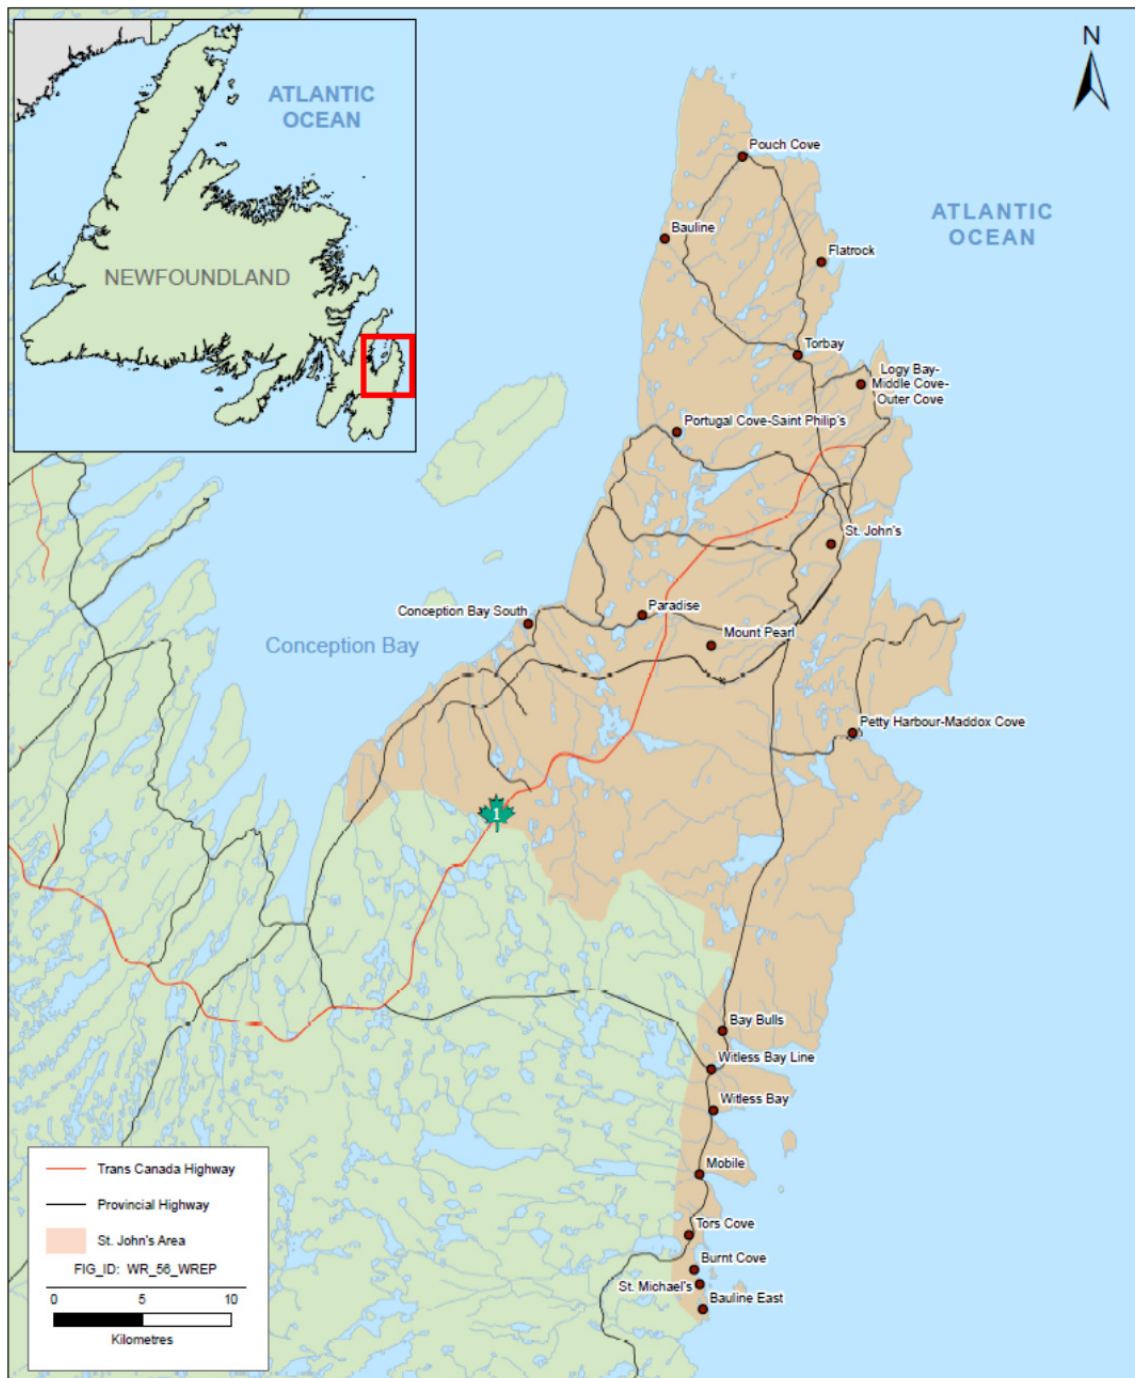 ATLANTIC
OCEAN
NEWFOUNDLAND
N
Pouch Cove
ATLANTIC
OCEAN
Bauline
Flatrock
Torbay
Logy Bay-
Middle Cove-
Outer Cove
Portugal Cove-Saint Philip's
St. John's
Conception Bay South
Paradise
Conception Bay
Mount Pearl
Petty Harbour-Maddox Cove
1
Bay Bulls
Witless Bay Line
Witless Bay
Mobile
Tors Cove
Burnt Cove
St. Michael's
Bauline East
Trans Canada Highway
Provincial Highway
St. John's Area
FIG_ID: WR_56_WREP
0 5 10
Kilometres